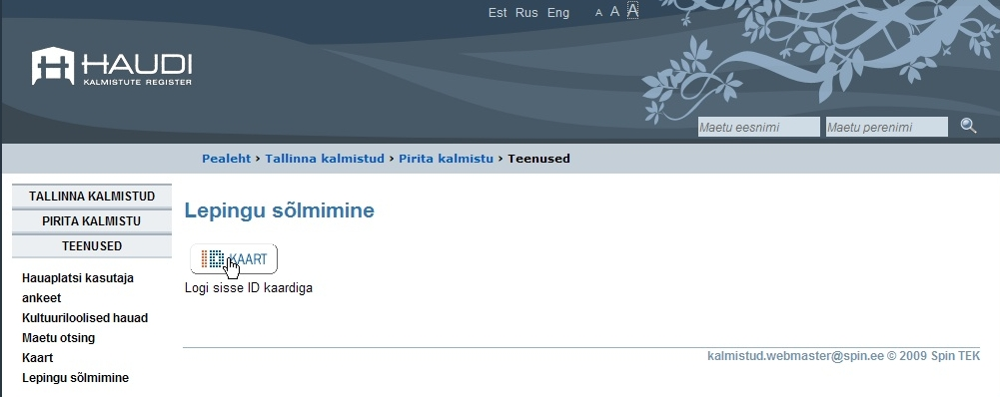 Est Rus Eng A A A
HAUDI
KALMISTUTE REGISTER
Maetu eesnimi Maetu perenimi
Pealeht › Tallinna kalmistud › Pirita kalmistu › Teenused
TALLINNA KALMISTUD
PIRITA KALMISTU
TEENUSED
Hauaplatsi kasutaja
ankeet
Kultuuriloolised hauad
Maetu otsing
Kaart
Lepingu sõlmimine
Lepingu sõlmimine
ID KAART
Logi sisse ID kaardiga
kalmistud.webmaster@spin.ee © 2009 Spin TEK